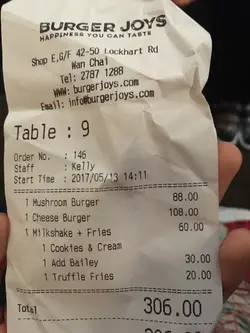 BURGER JOYS
HAPPINESS YOU CAN TASTE
Shop E,G/F 42-50 Lockhart Rd
Wan Chai
Tel: 2787 1288
WWW: burgerjoys.com
Email: info@burgerjoys.com
Table : 9
Order No. : 146
Staff : Kelly
Start Time : 2017/05/13 14:11
1 Mushroom Burger 88.00
1 Cheese Burger 108.00
1 Milkshake + Fries 60.00
1 Cookies & Cream
1 Add Bailey 30.00
1 Truffle Fries 20.00
Total 306.00